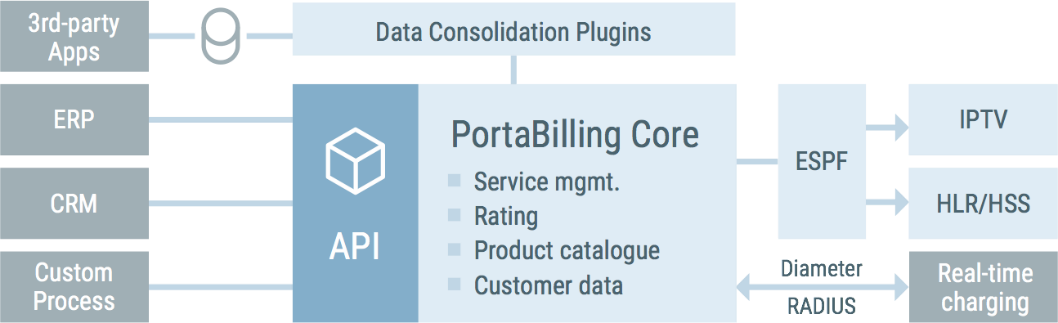 3rd-party
Apps
Data Consolidation Plugins
ERP
CRM
Custom
Process
API
PortaBilling Core
Service mgmt.
Rating
Product catalogue
Customer data
ESPF
IPTV
HLR/HSS
Diameter
RADIUS
Real-time
charging